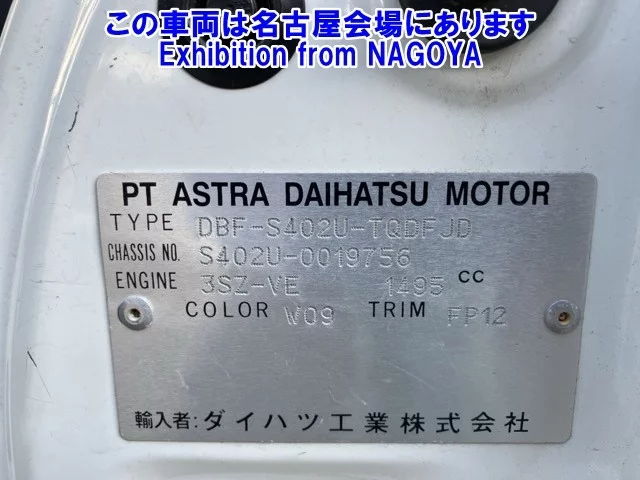 この車両は名古屋会場にあります
Exhibition from NAGOYA
PT ASTRA DAIHATSU MOTOR
TYPE DBF-S402U-TQDFJD
CHASSIS NO. S402U-0019756
ENGINE 3SZ-VE 1495 CC
COLOR W09 TRIM FP12
輸入者:ダイハツ工業株式会社